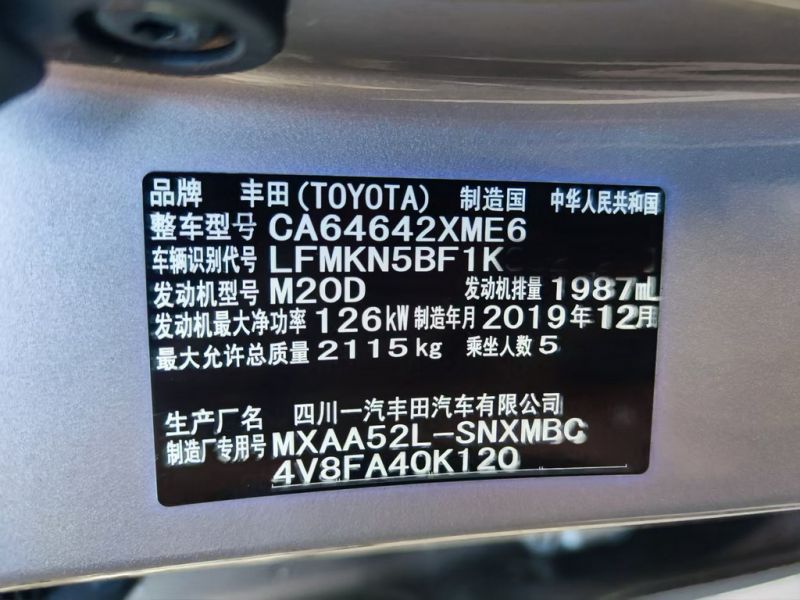 品牌 丰田(TOYOTA) 制造国 中华人民共和国
整车型号 CA64642XME6
车辆识别代号 LFMKN5BF1K
发动机型号 M20D 发动机排量 1987mL
发动机最大净功率 126kW 制造年月 2019年12月
最大允许总质量 2115kg 乘坐人数 5
生产厂名 四川一汽丰田汽车有限公司
制造厂专用号 MXAA52L-SNXMBC
4V8FA40K120